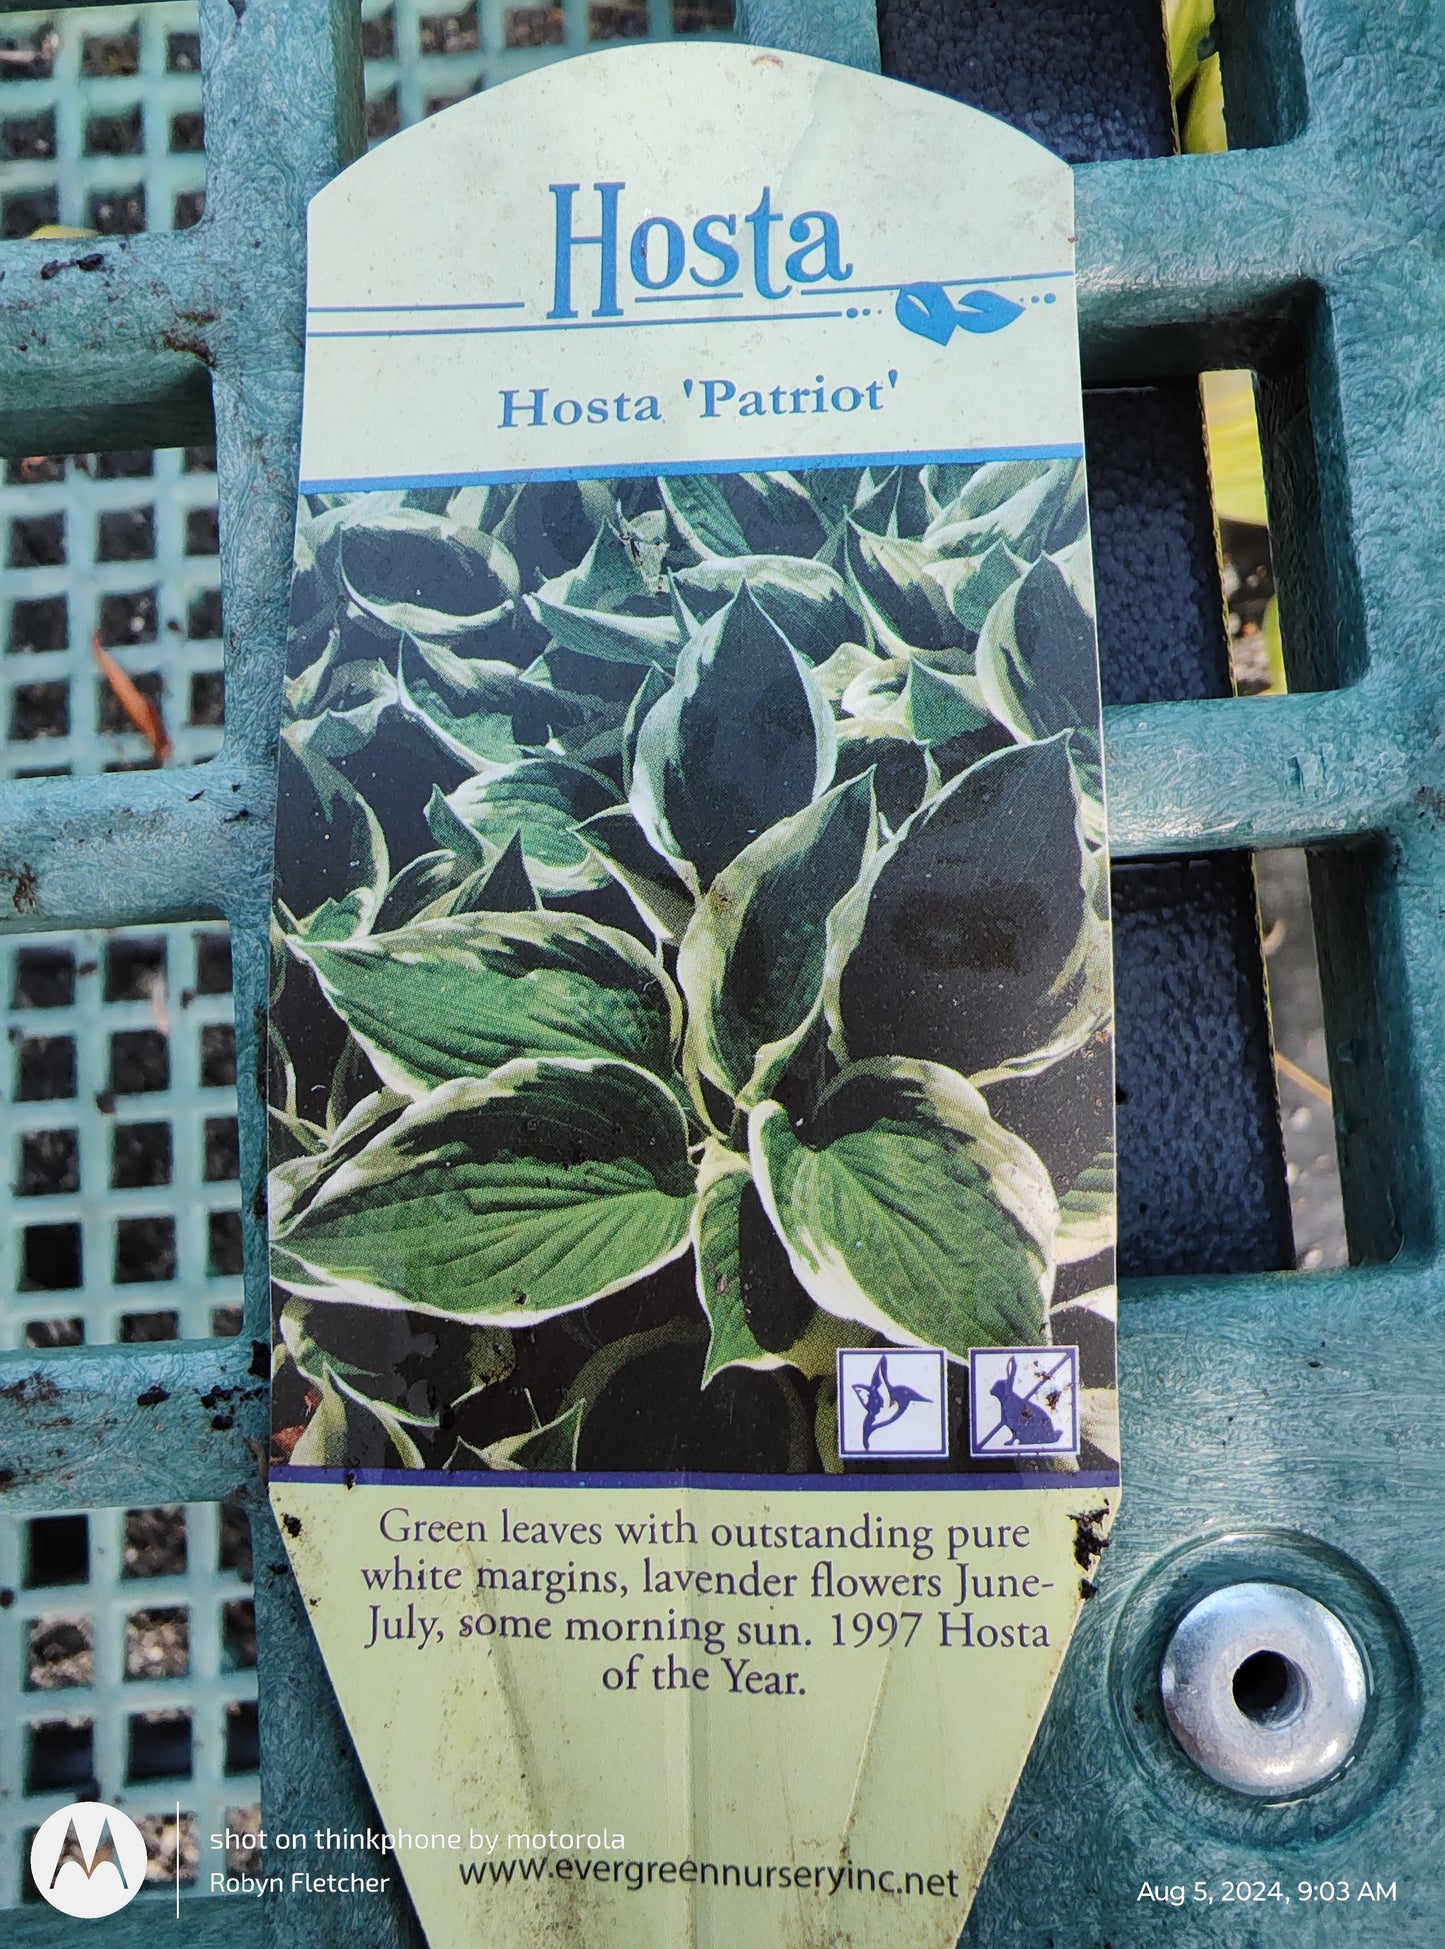 Hosta
Hosta 'Patriot'
Green leaves with outstanding pure
white margins, lavender flowers June-
July, some morning sun. 1997 Hosta
of the Year.
www.evergreennurseryinc.net
shot on thinkphone by motorola
Robyn Fletcher
Aug 5, 2024, 9:03 AM